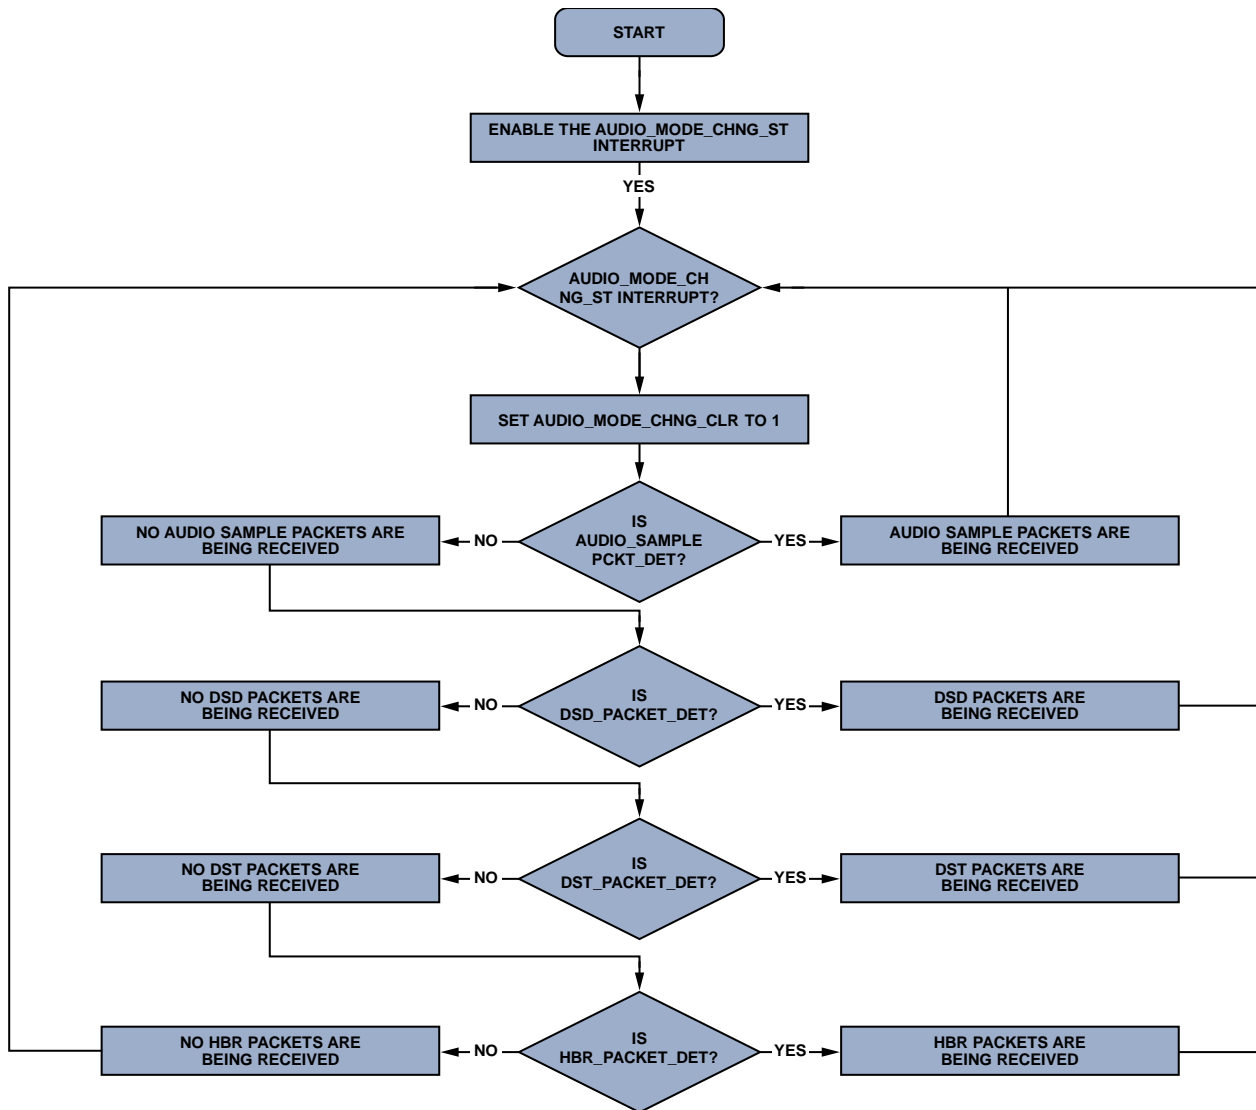 START
ENABLE THE AUDIO_MODE_CHNG_ST
INTERRUPT
YES
AUDIO_MODE_CH
NG_ST INTERRUPT?
SET AUDIO_MODE_CHNG_CLR TO 1
NO AUDIO SAMPLE PACKETS ARE
BEING RECEIVED
NO
IS
AUDIO_SAMPLE
PCKT_DET?
YES
AUDIO SAMPLE PACKETS ARE
BEING RECEIVED
NO DSD PACKETS ARE
BEING RECEIVED
NO
IS
DSD_PACKET_DET?
YES
DSD PACKETS ARE
BEING RECEIVED
NO DST PACKETS ARE
BEING RECEIVED
NO
IS
DST_PACKET_DET?
YES
DST PACKETS ARE
BEING RECEIVED
NO HBR PACKETS ARE
BEING RECEIVED
NO
IS
HBR_PACKET_DET?
YES
HBR PACKETS ARE
BEING RECEIVED